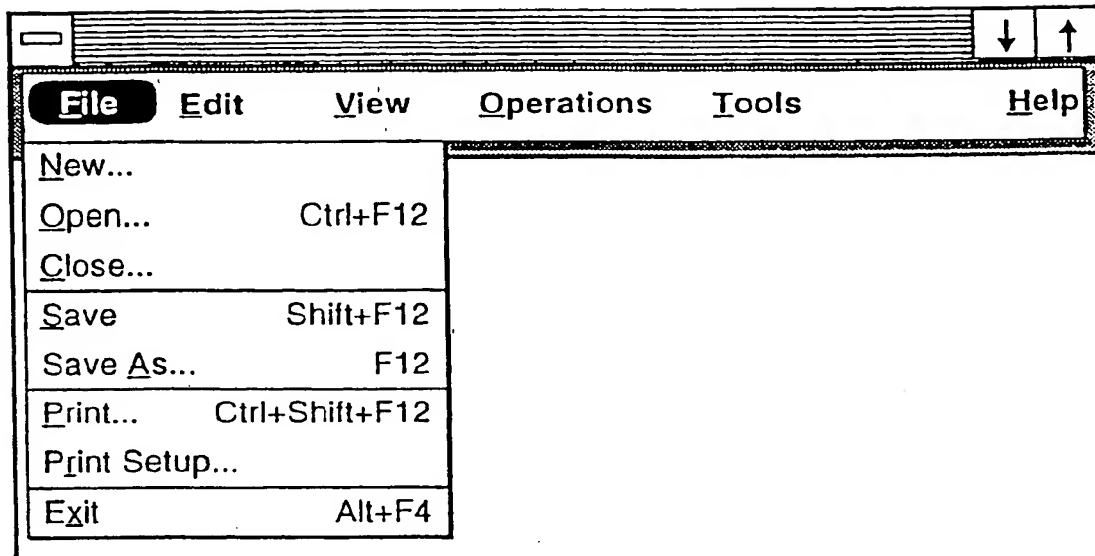 File Edit View Operations Tools Help
New...
Open... Ctrl+F12
Close...
Save Shift+F12
Save As... F12
Print... Ctrl+Shift+F12
Print Setup...
Exit Alt+F4